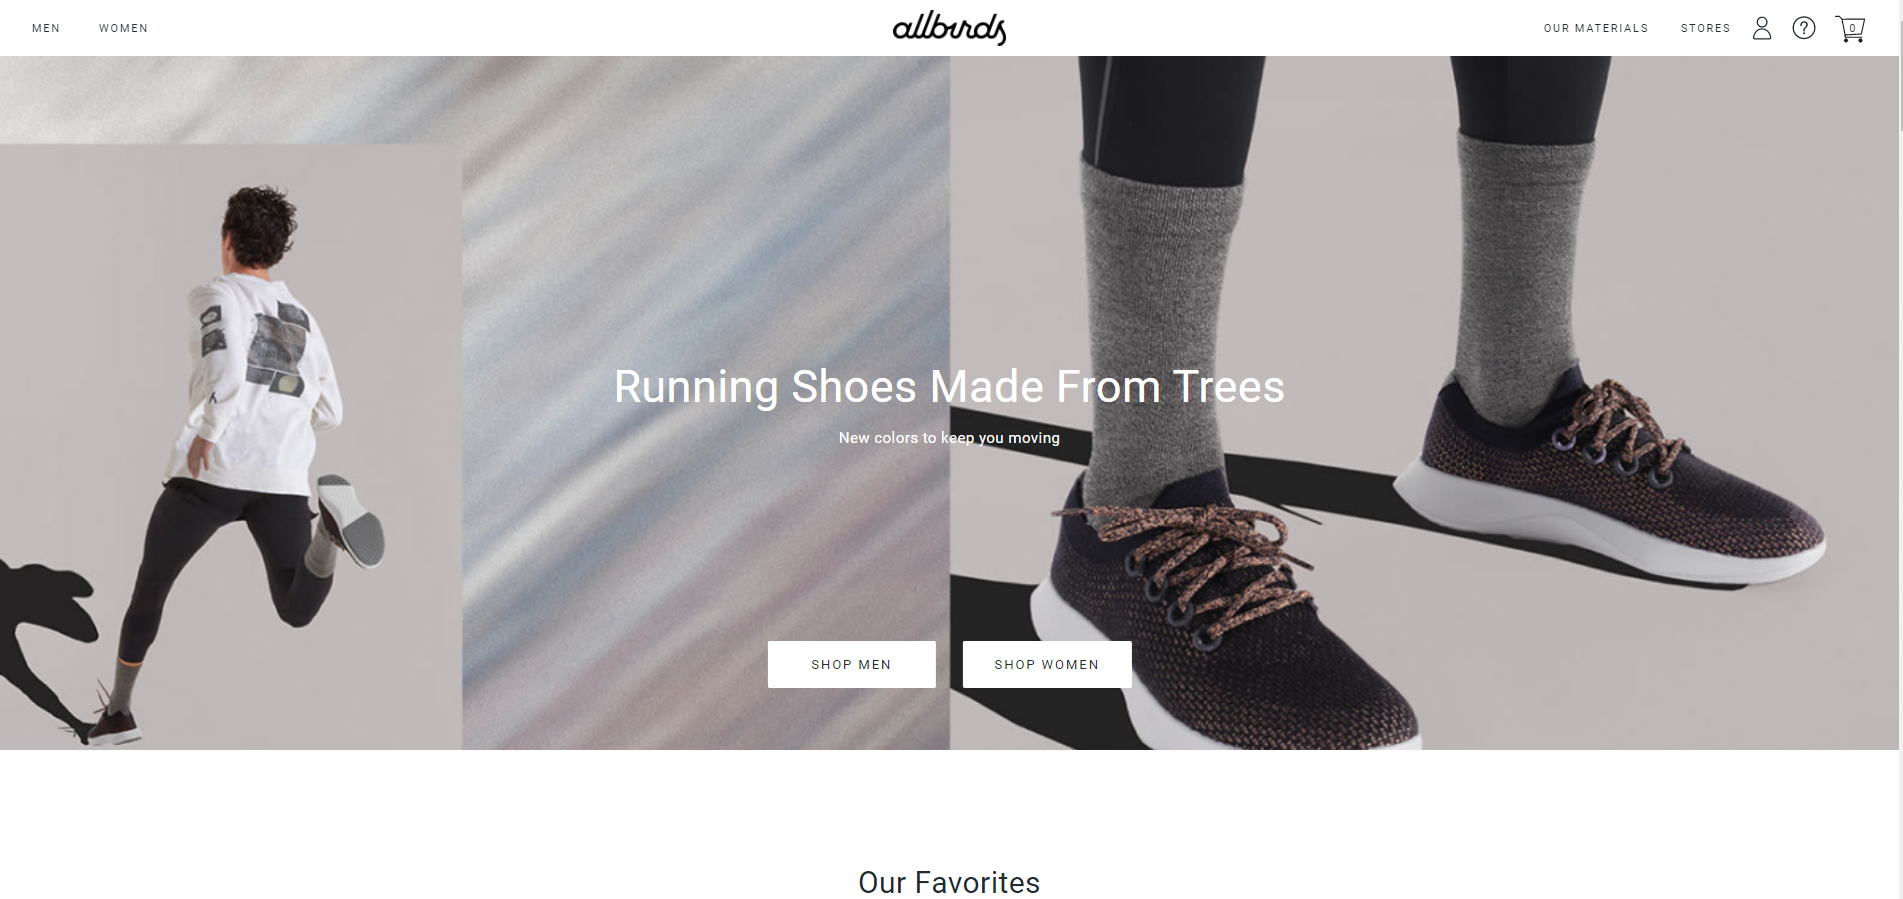 MEN
WOMEN
allbirds
OUR MATERIALS
STORES
?
0
Running Shoes Made From Trees
New colors to keep you moving
SHOP MEN
SHOP WOMEN
Our Favorites